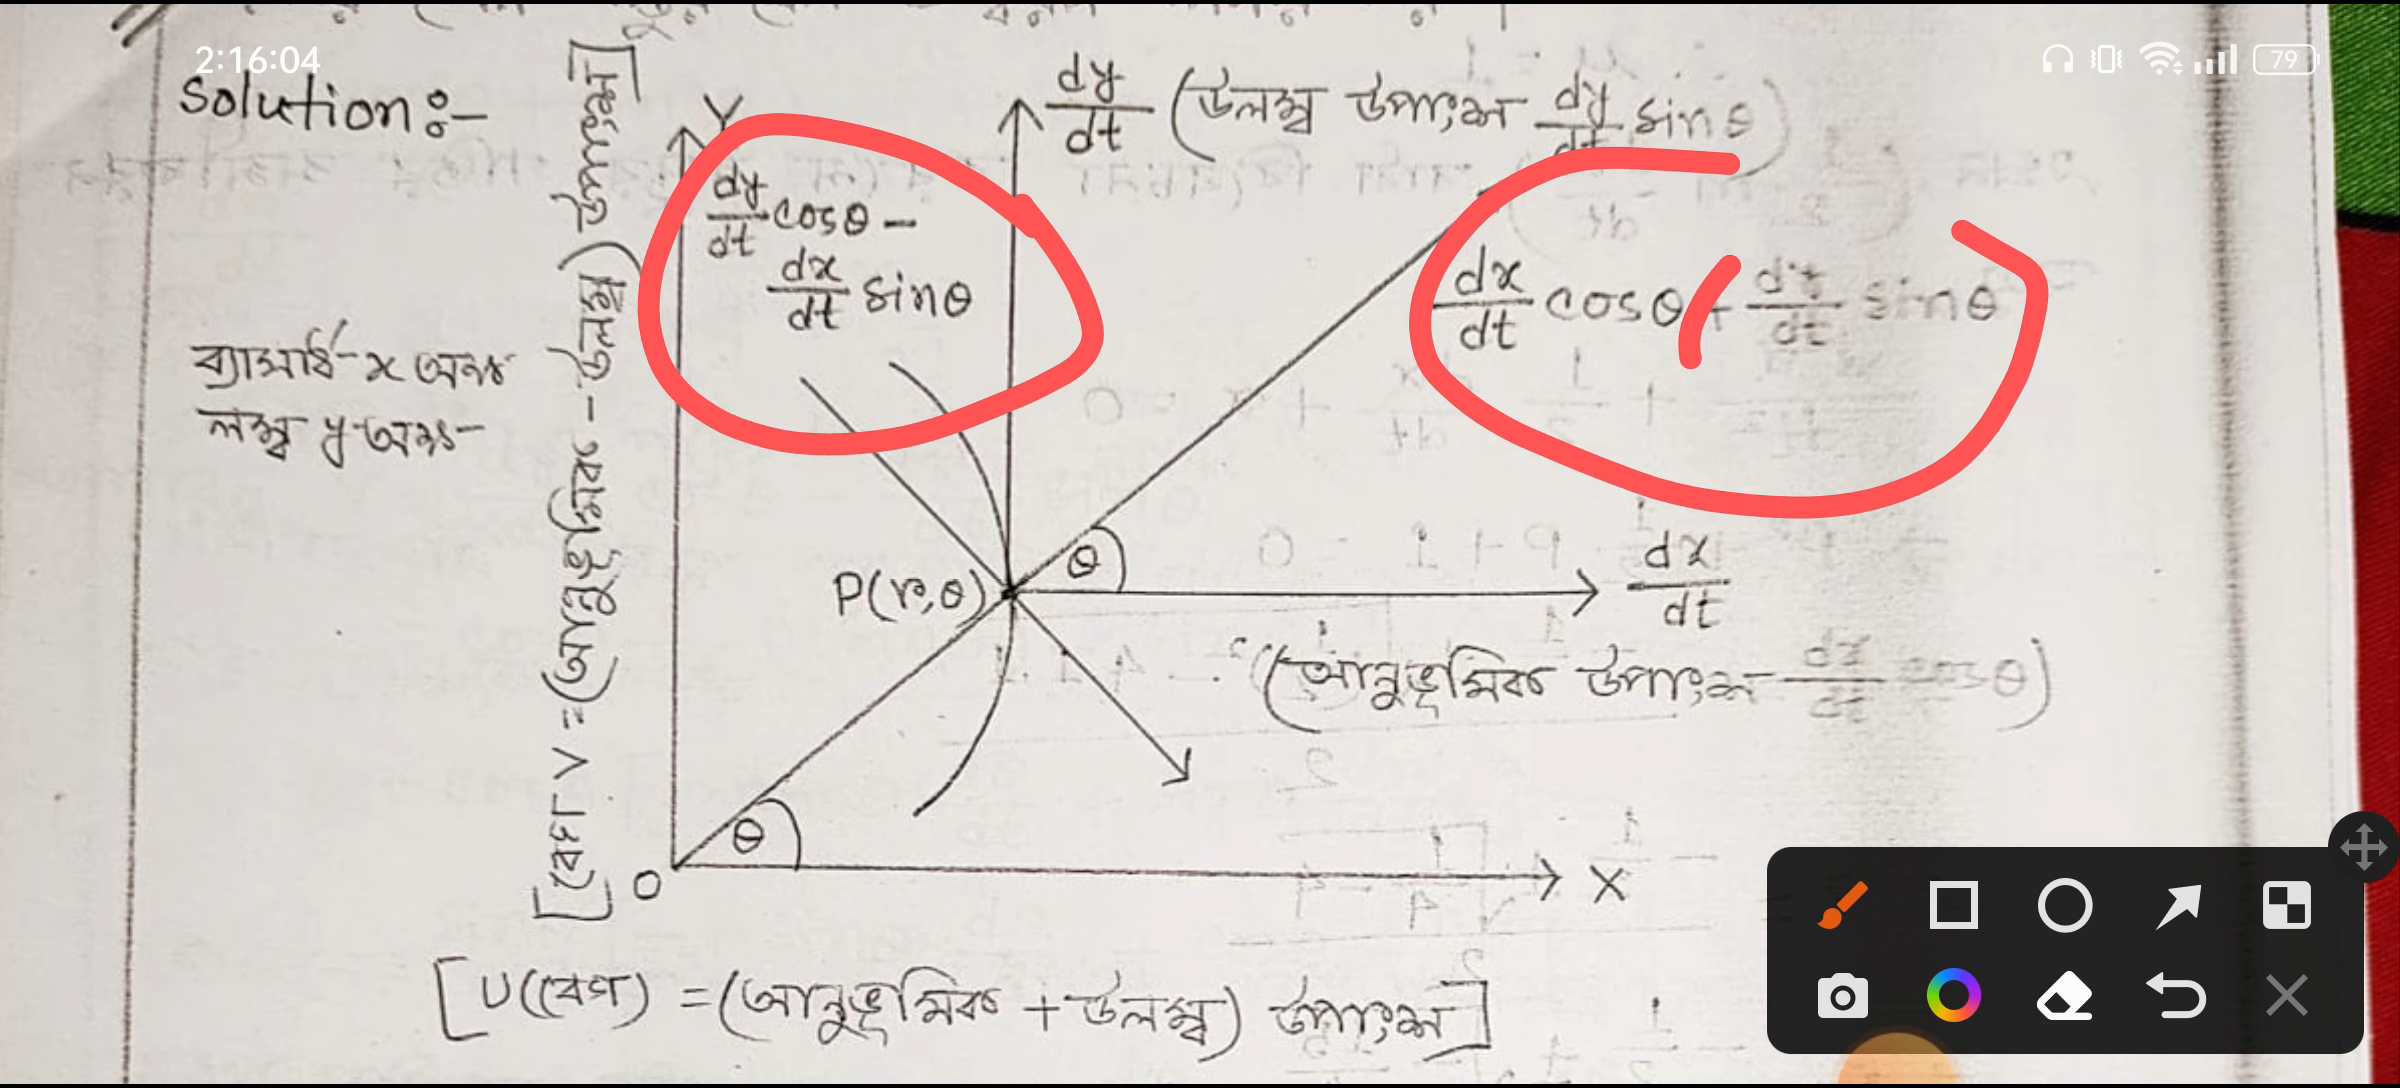 2:16:04
79
Solution :-
Y
dy/dt (উলম্ব উপাংশ dy/dt sinθ)
dy/dt cosθ -
dx/dt sinθ
dx/dt cosθ + dy/dt sinθ
ব্যাসার্ধ - x অক্ষ
লম্ব y-অক্ষ
[বেগ V = (আনুভূমিক - উলম্ব) উপাংশ]
P(r,θ)
θ
dx/dt
(আনুভূমিক উপাংশ dx/dt cosθ)
θ
O
X
[U(বেগ) = (আনুভূমিক + উলম্ব) উপাংশ]